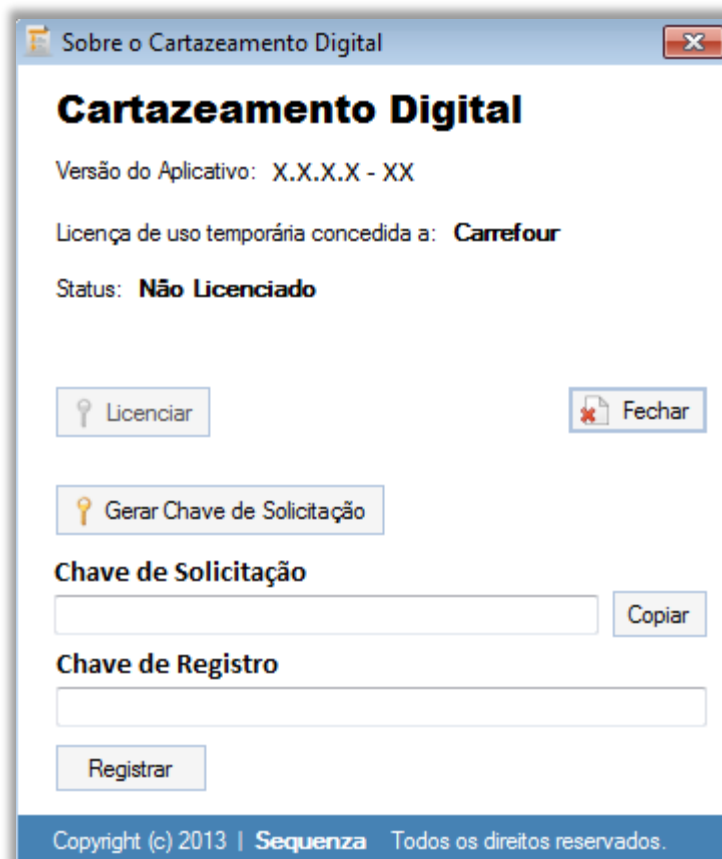 Sobre o Cartazeamento Digital
Cartazeamento Digital
Versão do Aplicativo: X.X.X.X - XX
Licença de uso temporária concedida a: Carrefour
Status: Não Licenciado
Licenciar
Fechar
Gerar Chave de Solicitação
Chave de Solicitação
Copiar
Chave de Registro
Registrar
Copyright (c) 2013 | Sequenza Todos os direitos reservados.